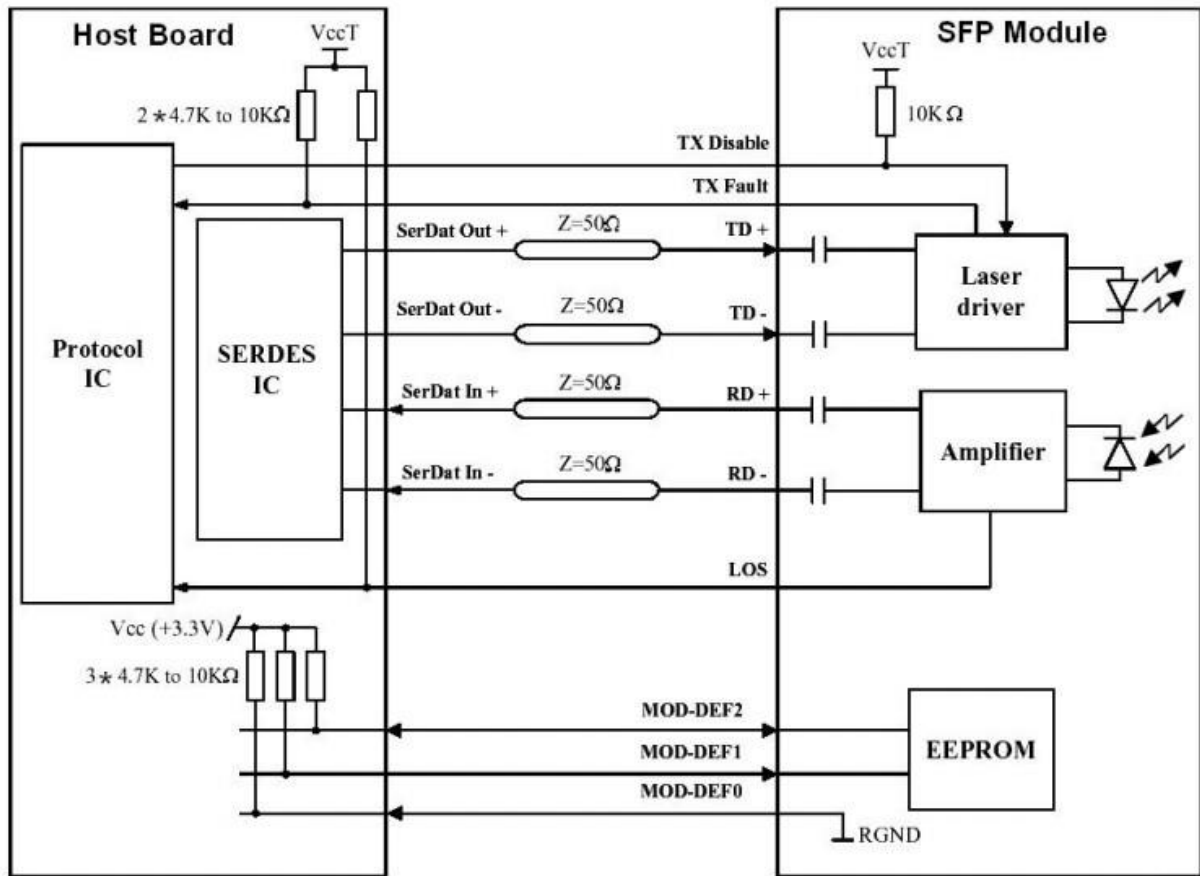 Host Board
SFP Module
VccT
VccT
2*4.7K to 10KΩ
10KΩ
TX Disable
TX Fault
SerDat Out +
Z=50Ω
TD +
Laser
driver
SerDat Out -
Z=50Ω
TD -
Protocol
IC
SERDES
IC
SerDat In +
Z=50Ω
RD +
Amplifier
SerDat In -
Z=50Ω
RD -
LOS
Vcc (+3.3V)
3*4.7K to 10KΩ
MOD-DEF2
MOD-DEF1
EEPROM
MOD-DEF0
RGND